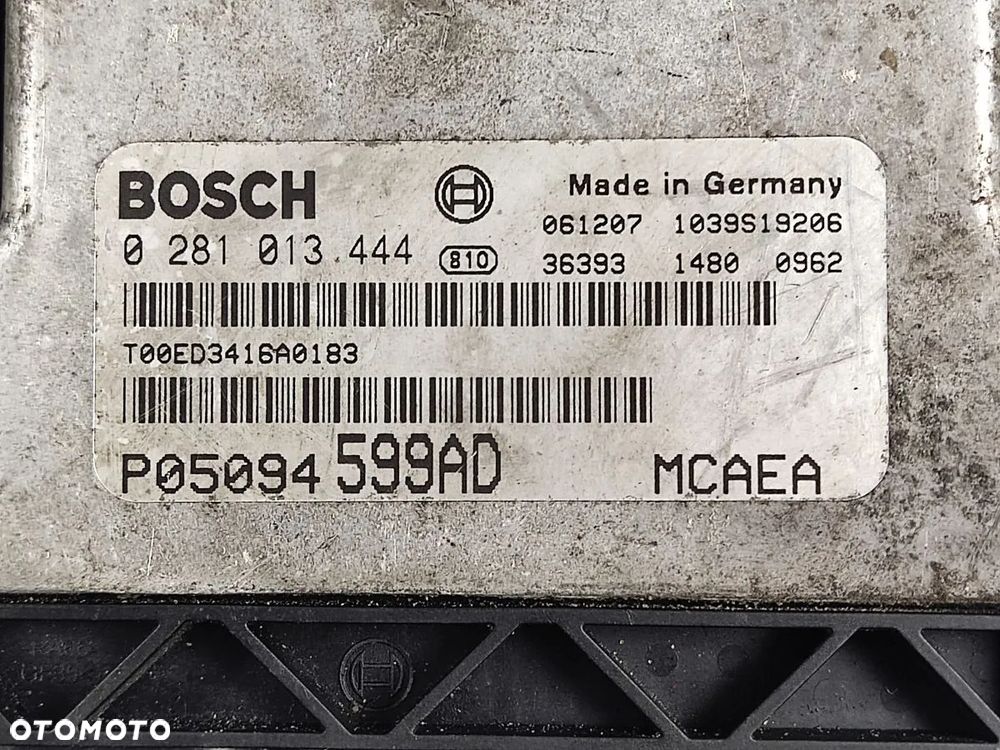 BOSCH
Made in Germany
061207 1039S19206
0 281 013 444
810
36393 1480 0962
T00ED3416A0183
P05094 599AD MCAEA
OTOMOTO